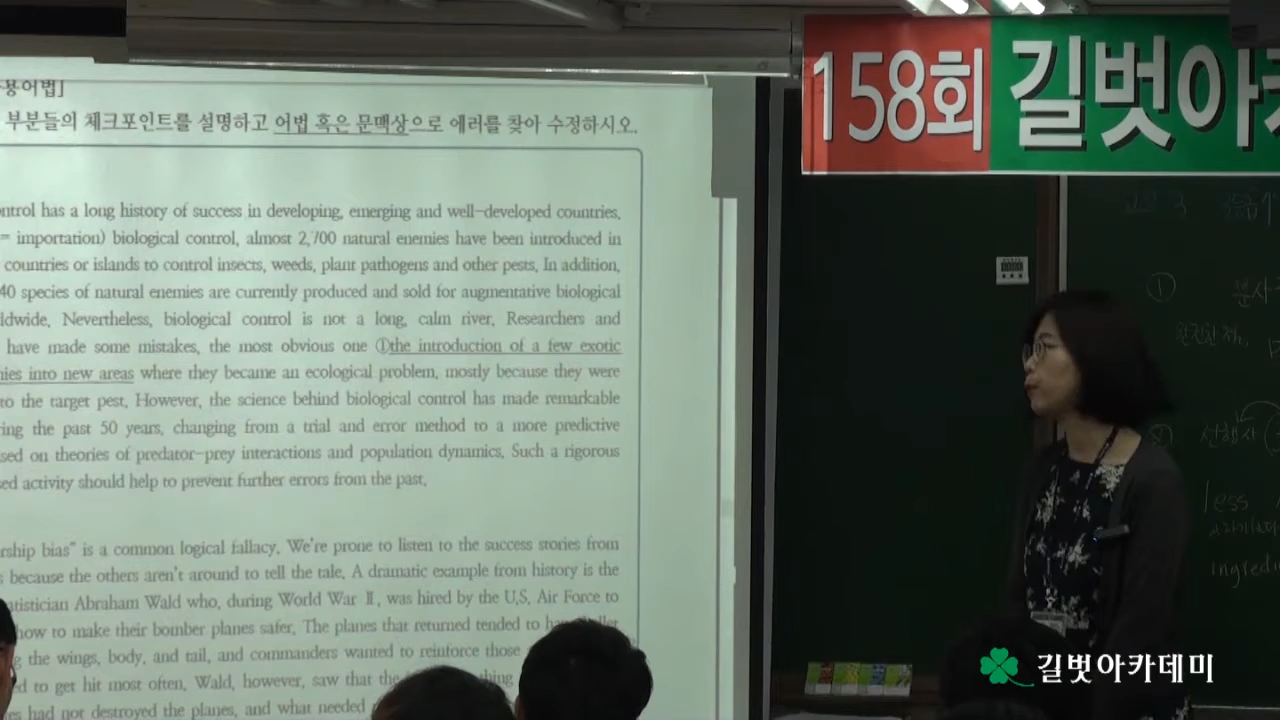 용어법]
부분들의 체크포인트를 설명하고 어법 혹은 문맥상으로 에러를 찾아 수정하시오.
ntrol has a long history of success in developing, emerging and well-developed countries,
= importation) biological control, almost 2,700 natural enemies have been introduced in
countries or islands to control insects, weeds, plant pathogens and other pests. In addition,
40 species of natural enemies are currently produced and sold for augmentative biological
ldwide. Nevertheless, biological control is not a long, calm river. Researchers and
have made some mistakes, the most obvious one ①the introduction of a few exotic
ies into new areas where they became an ecological problem, mostly because they were
to the target pest. However, the science behind biological control has made remarkable
ring the past 50 years, changing from a trial and error method to a more predictive
sed on theories of predator-prey interactions and population dynamics. Such a rigorous
ed activity should help to prevent further errors from the past.
rship bias" is a common logical fallacy. We're prone to listen to the success stories from
s because the others aren't around to tell the tale. A dramatic example from history is the
tistician Abraham Wald who, during World War Ⅱ, was hired by the U.S. Air Force to
how to make their bomber planes safer. The planes that returned tended to
g the wings, body, and tail, and commanders wanted to reinforce those
ed to get hit most often. Wald, however, saw that the
rs had not destroyed the planes, and what needed
158회 길벗아카
①
분사
완진한재,
⑧ 선행사
less
ingredi
길벗아카데미